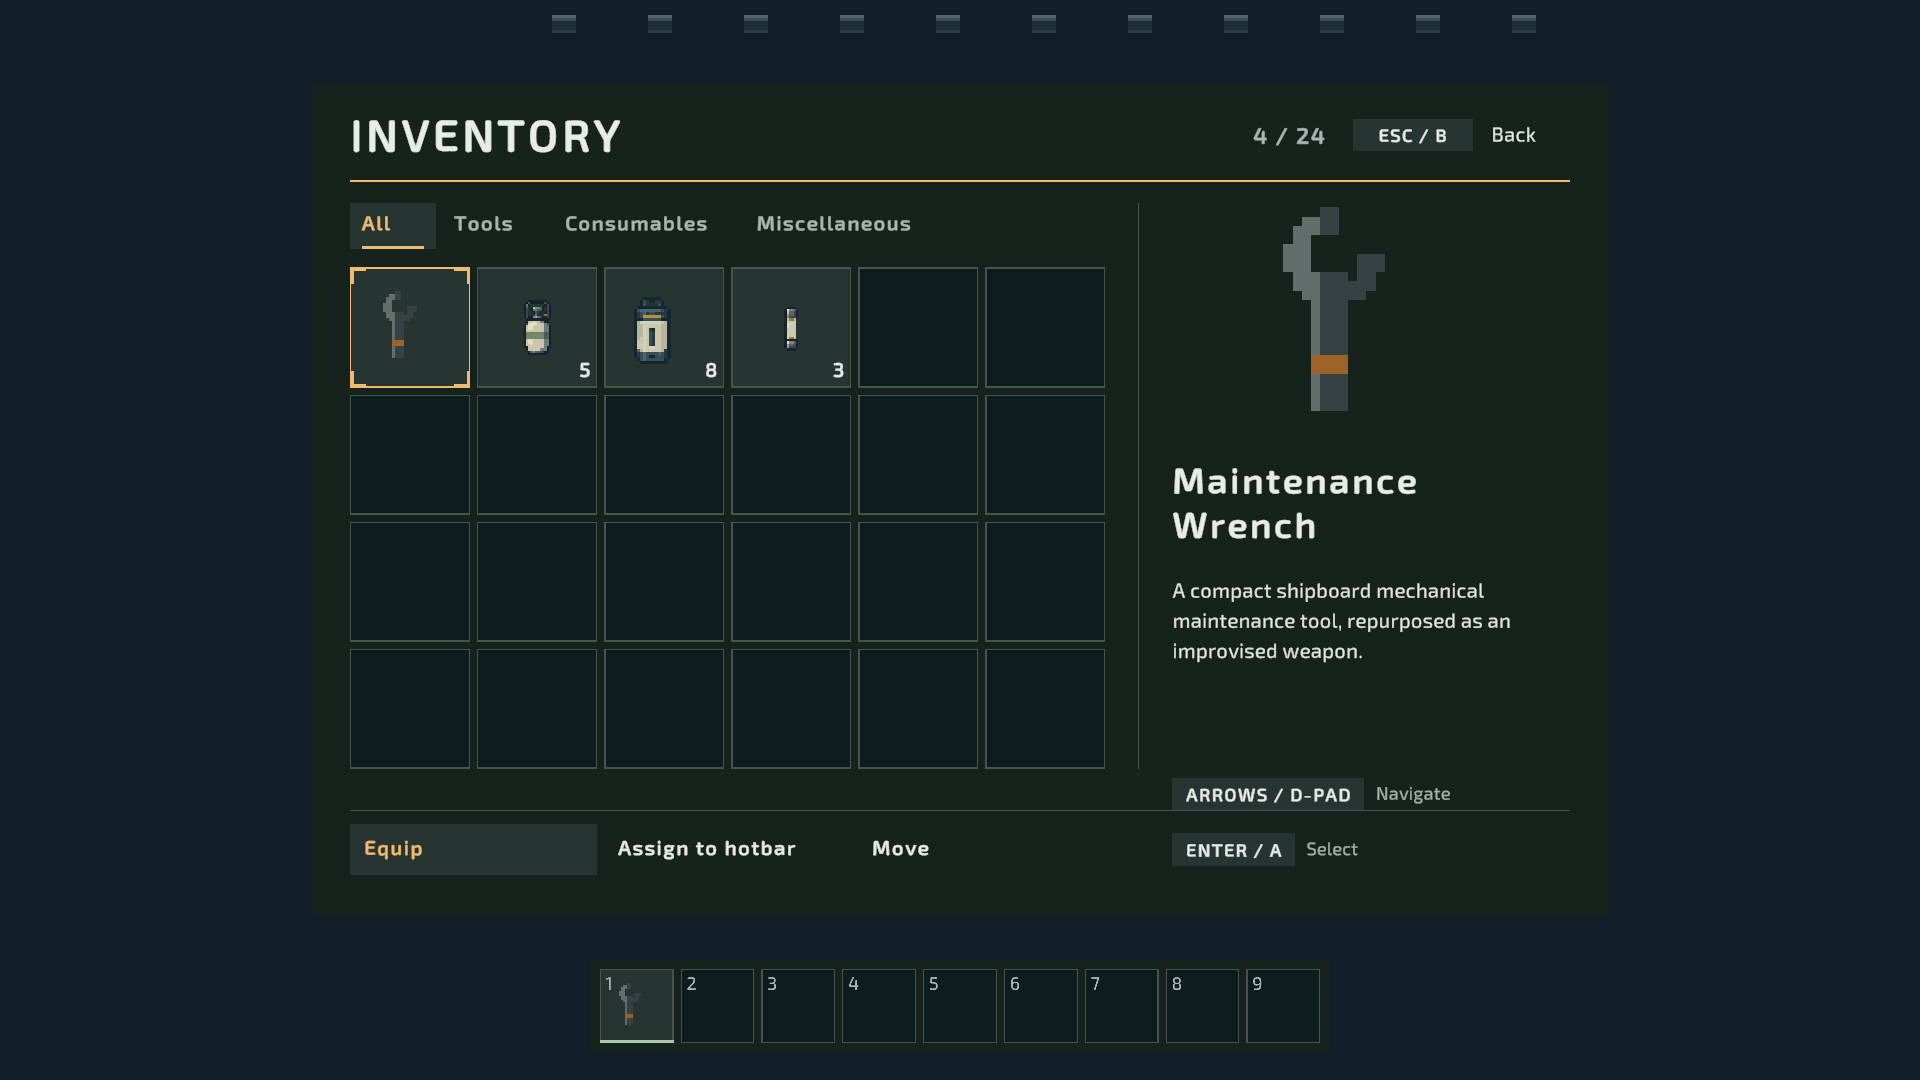 INVENTORY
4 / 24
ESC / B
Back
All
Tools
Consumables
Miscellaneous
5
8
3
Maintenance
Wrench
A compact shipboard mechanical
maintenance tool, repurposed as an
improvised weapon.
ARROWS / D-PAD
Navigate
Equip
Assign to hotbar
Move
ENTER / A
Select
1
2
3
4
5
6
7
8
9